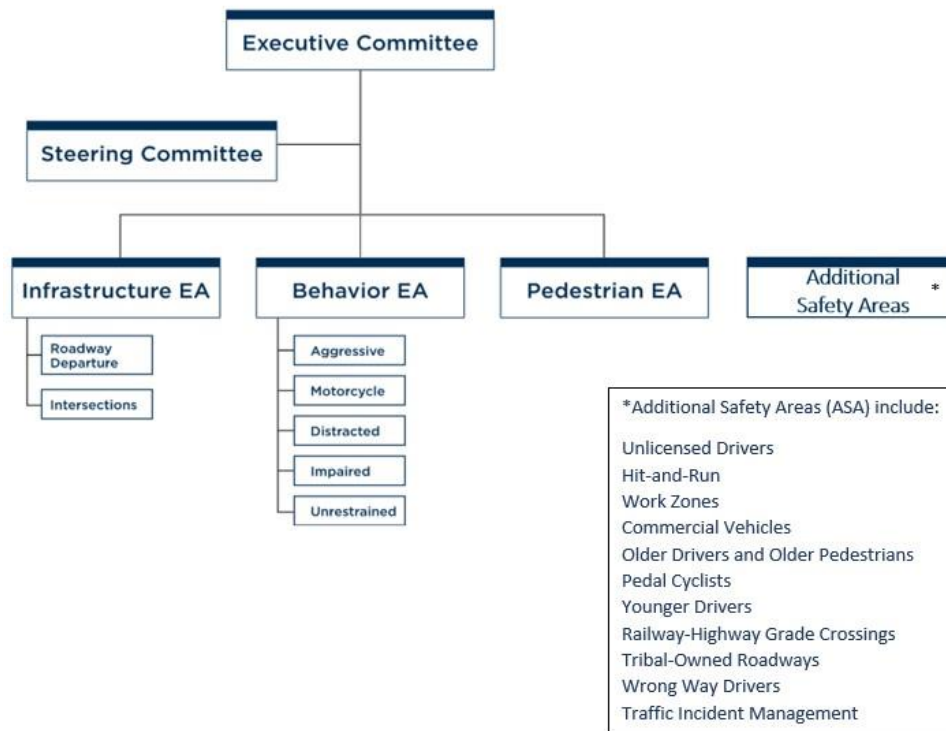 Executive Committee
Steering Committee
Infrastructure EA
Roadway
Departure
Intersections
Behavior EA
Aggressive
Motorcycle
Distracted
Impaired
Unrestrained
Pedestrian EA
Additional
Safety Areas *
*Additional Safety Areas (ASA) include:
Unlicensed Drivers
Hit-and-Run
Work Zones
Commercial Vehicles
Older Drivers and Older Pedestrians
Pedal Cyclists
Younger Drivers
Railway-Highway Grade Crossings
Tribal-Owned Roadways
Wrong Way Drivers
Traffic Incident Management